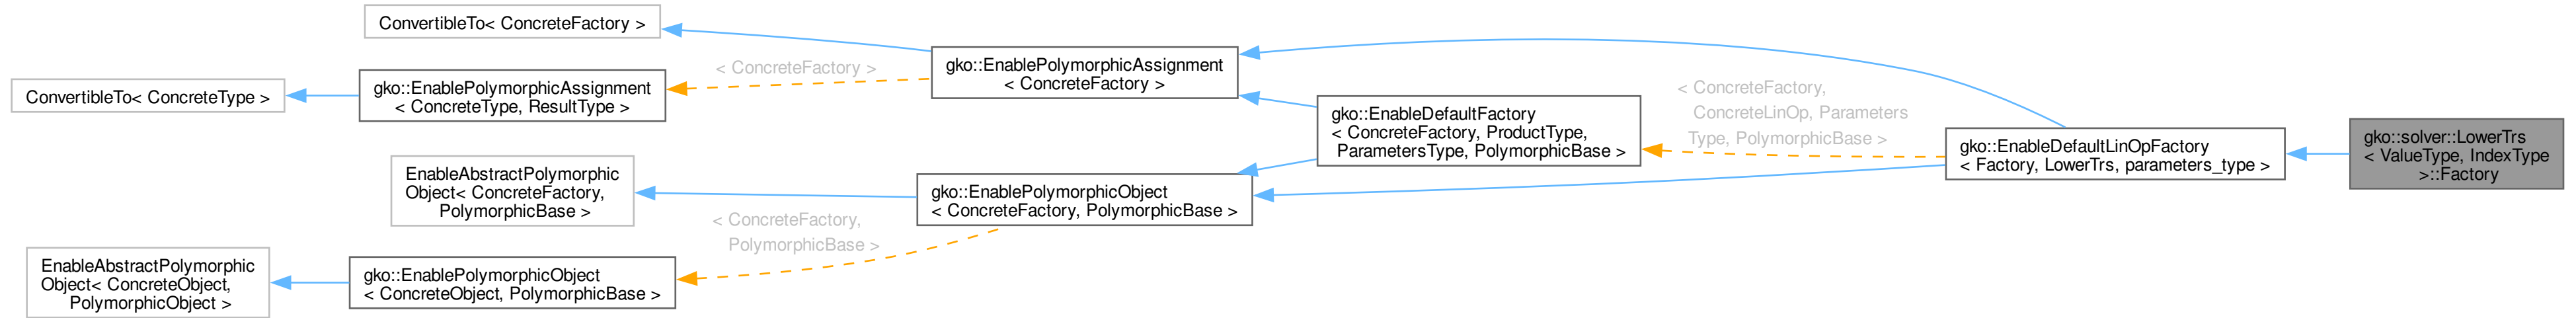 ConvertibleTo< ConcreteFactory >
ConvertibleTo< ConcreteType >
gko::EnablePolymorphicAssignment
< ConcreteType, ResultType >
< ConcreteFactory >
gko::EnablePolymorphicAssignment
< ConcreteFactory >
EnableAbstractPolymorphic
Object< ConcreteFactory,
PolymorphicBase >
EnableAbstractPolymorphic
Object< ConcreteObject,
PolymorphicObject >
gko::EnablePolymorphicObject
< ConcreteObject, PolymorphicBase >
< ConcreteFactory,
PolymorphicBase >
gko::EnablePolymorphicObject
< ConcreteFactory, PolymorphicBase >
gko::EnableDefaultFactory
< ConcreteFactory, ProductType,
ParametersType, PolymorphicBase >
< ConcreteFactory,
ConcreteLinOp, Parameters
Type, PolymorphicBase >
gko::EnableDefaultLinOpFactory
< Factory, LowerTrs, parameters_type >
gko::solver::LowerTrs
< ValueType, IndexType
>::Factory